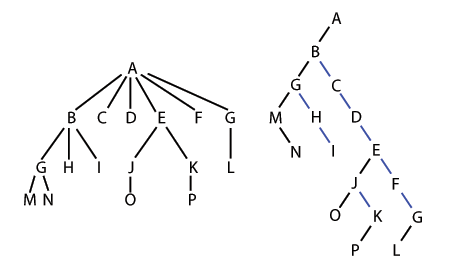 A
B C D E F G
G H I J K L
M N O P
A
B
G C
M H D
N I E
J F
O K G
P L